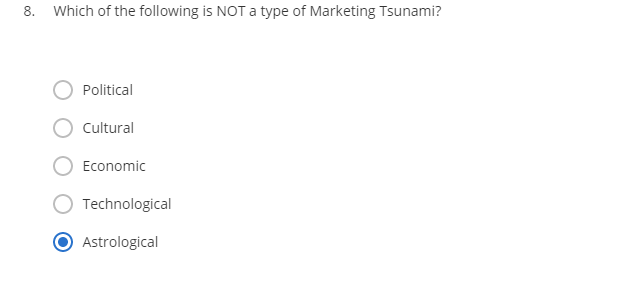 8. Which of the following is NOT a type of Marketing Tsunami?
Political
Cultural
Economic
Technological
Astrological